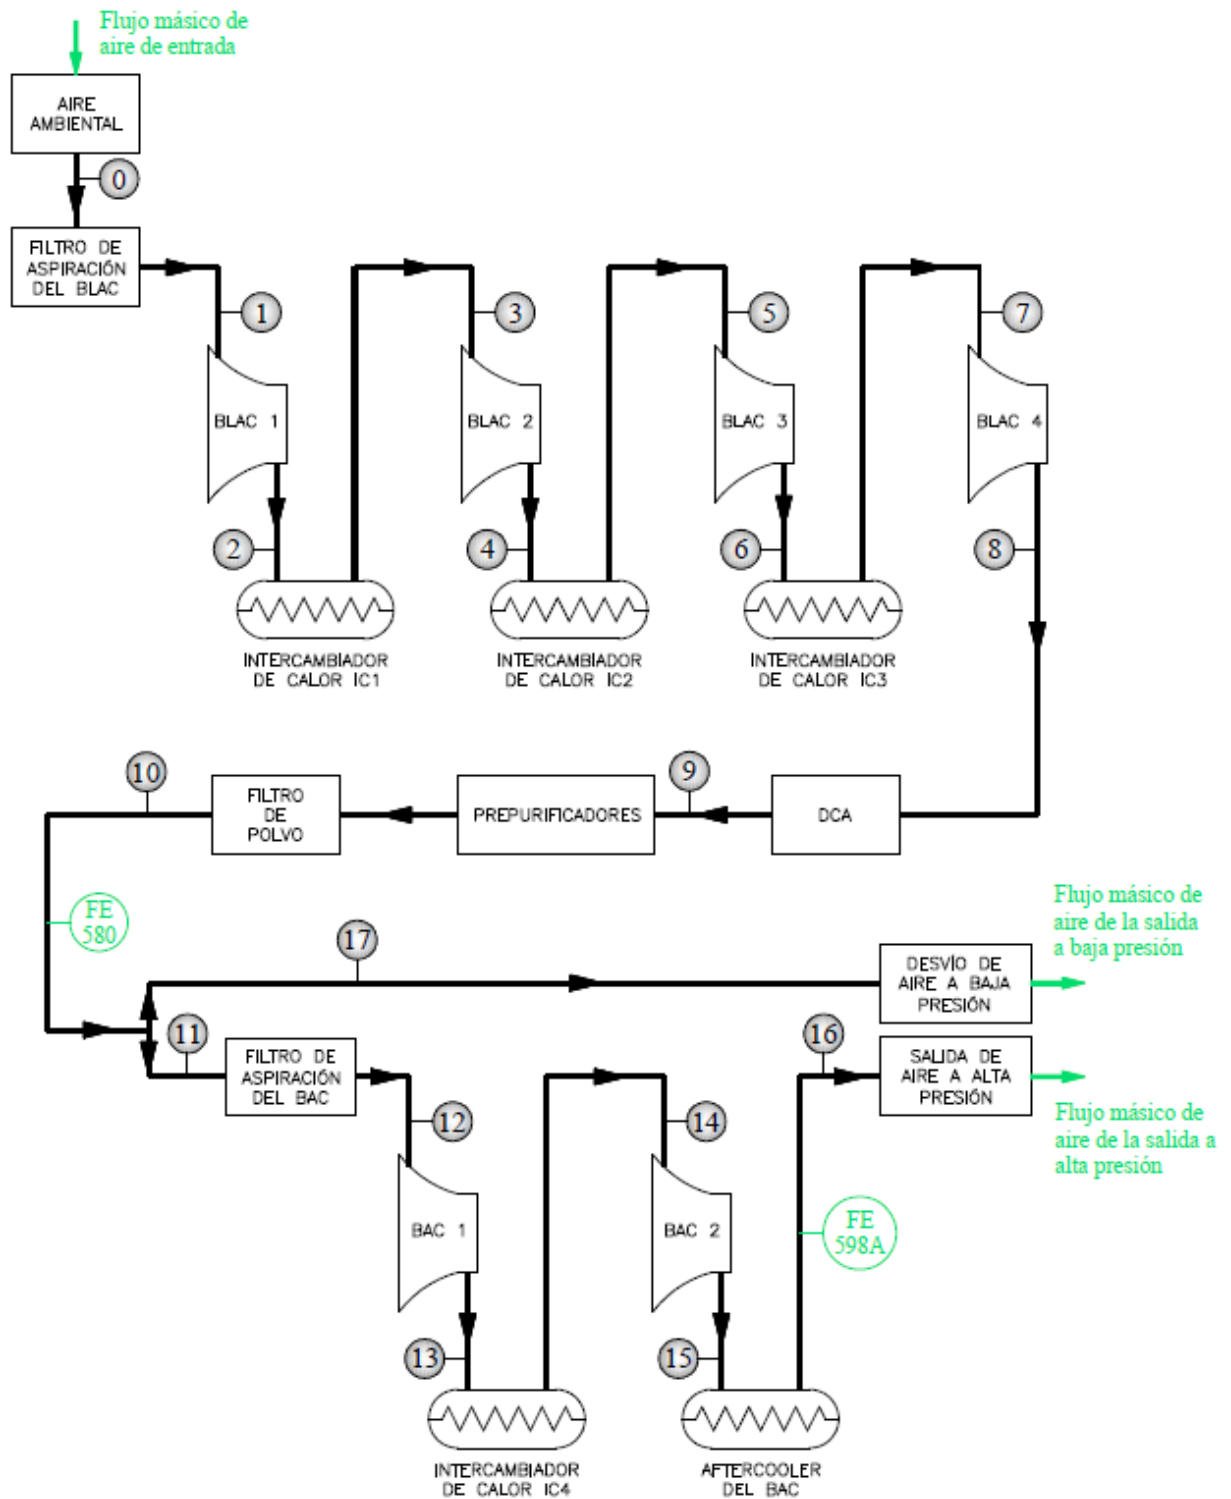 Flujo másico de
aire de entrada
AIRE
AMBIENTAL
0
FILTRO DE
ASPIRACIÓN
DEL BLAC
1
3
5
7
BLAC 1
BLAC 2
BLAC 3
BLAC 4
2
4
6
8
INTERCAMBIADOR
DE CALOR IC1
INTERCAMBIADOR
DE CALOR IC2
INTERCAMBIADOR
DE CALOR IC3
10
FILTRO
DE
POLVO
PREPURIFICADORES
9
DCA
FE
580
17
Flujo másico de
aire de la salida
a baja presión
DESVÍO DE
AIRE A BAJA
PRESIÓN
11
FILTRO DE
ASPIRACIÓN
DEL BAC
16
SALIDA DE
AIRE A ALTA
PRESIÓN
Flujo másico de
aire de la salida a
alta presión
12
14
BAC 1
BAC 2
FE
598A
13
15
INTERCAMBIADOR
DE CALOR IC4
AFTERCOOLER
DEL BAC